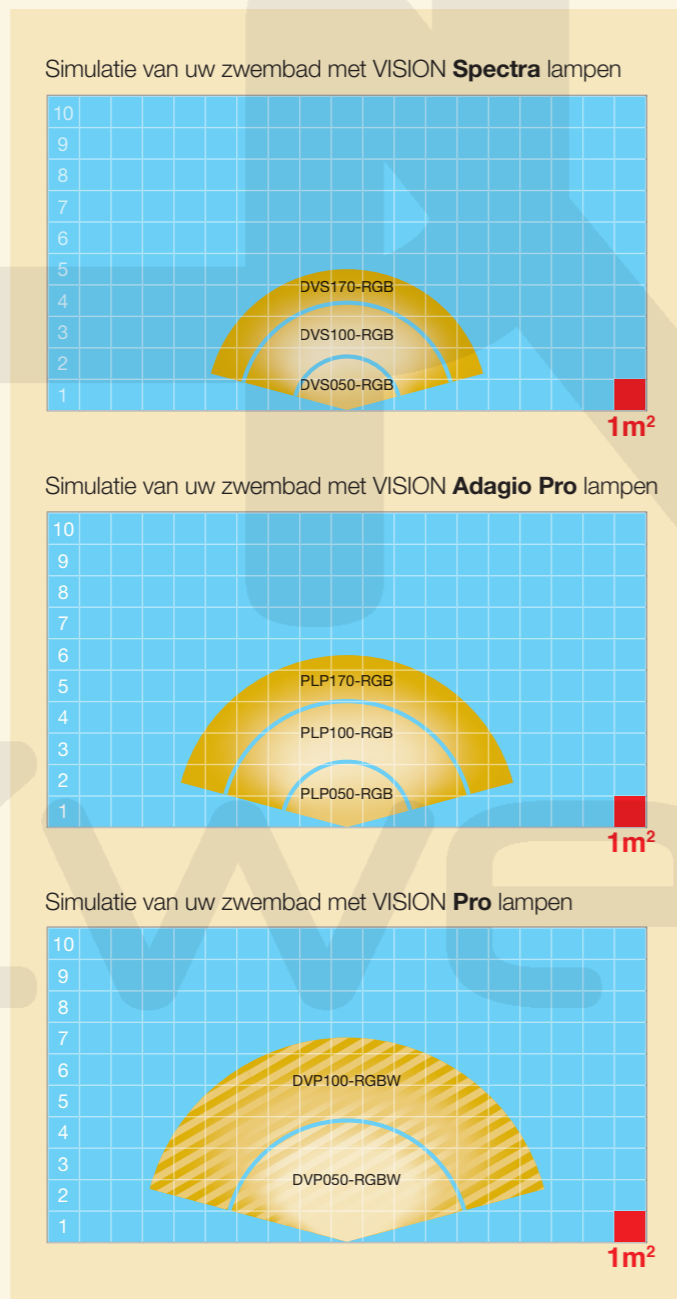 Simulatie van uw zwembad met VISION Spectra lampen
10
9
8
7
6
5
DVS170-RGB
4
DVS100-RGB
3
2
DVS050-RGB
1
1m²
Simulatie van uw zwembad met VISION Adagio Pro lampen
10
9
8
7
6
PLP170-RGB
5
4
PLP100-RGB
3
2
PLP050-RGB
1
1m²
Simulatie van uw zwembad met VISION Pro lampen
10
9
8
7
DVP100-RGBW
6
5
4
3
DVP050-RGBW
2
1
1m²